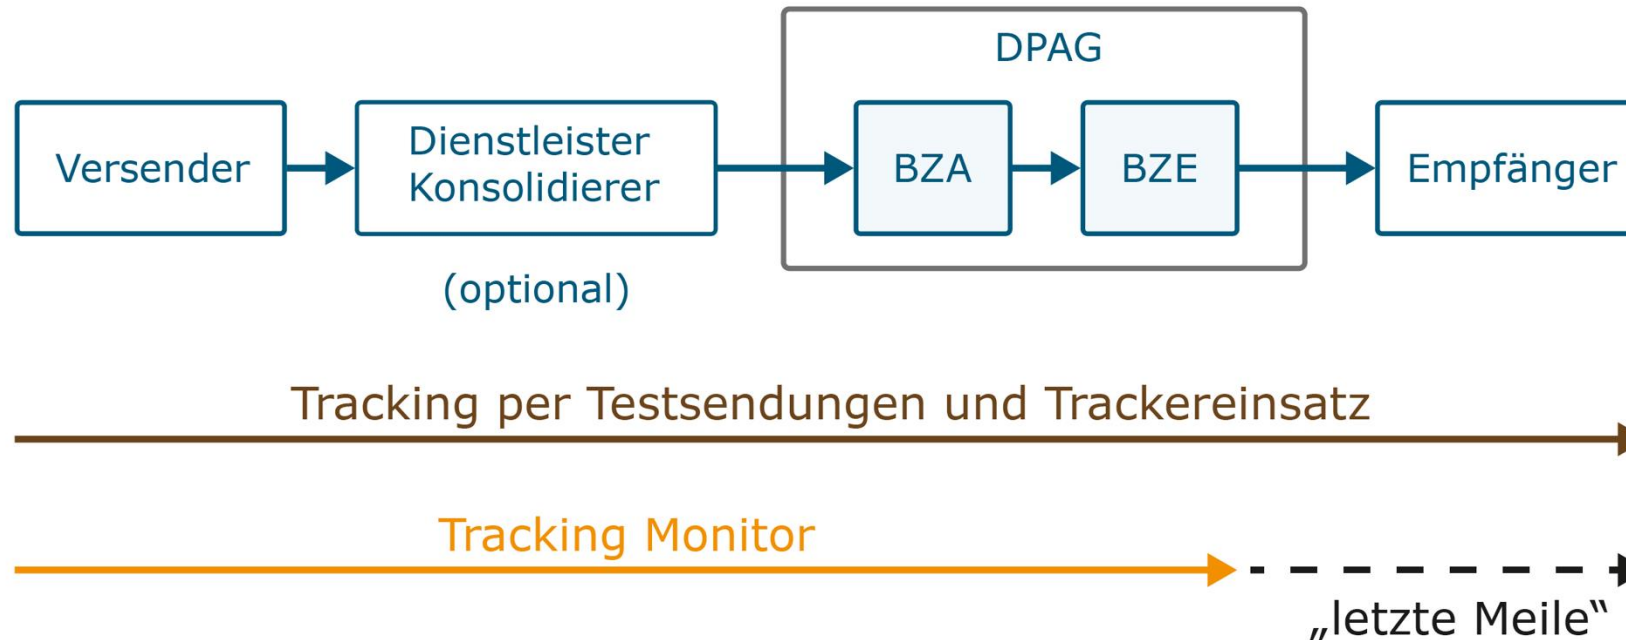 DPAG
Versender
Dienstleister
Konsolidierer
BZA
BZE
Empfänger
(optional)
Tracking per Testsendungen und Trackereinsatz
Tracking Monitor
„letzte Meile“